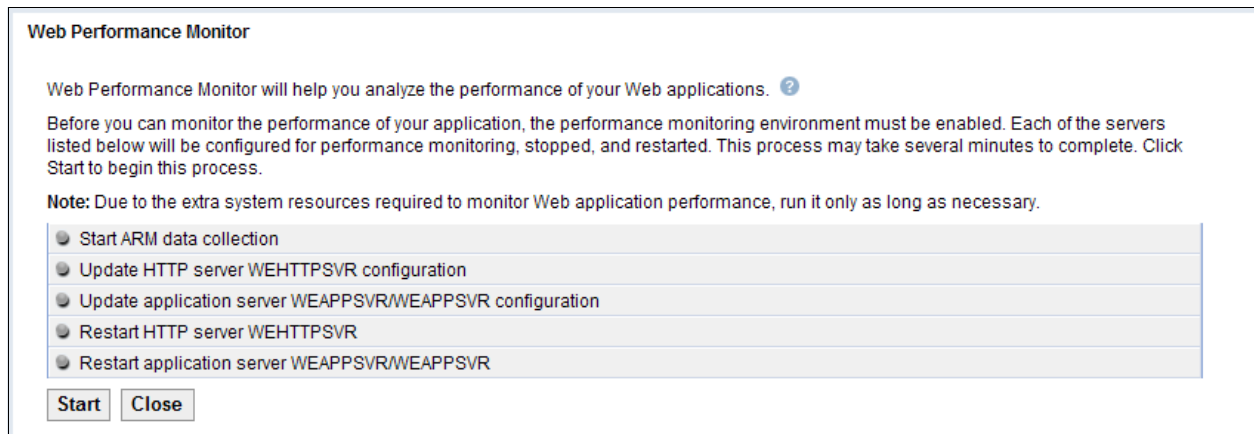 Web Performance Monitor
Web Performance Monitor will help you analyze the performance of your Web applications. ?
Before you can monitor the performance of your application, the performance monitoring environment must be enabled. Each of the servers
listed below will be configured for performance monitoring, stopped, and restarted. This process may take several minutes to complete. Click
Start to begin this process.
Note: Due to the extra system resources required to monitor Web application performance, run it only as long as necessary.
Start ARM data collection
Update HTTP server WEHTTPSVR configuration
Update application server WEAPPSVR/WEAPPSVR configuration
Restart HTTP server WEHTTPSVR
Restart application server WEAPPSVR/WEAPPSVR
Start Close